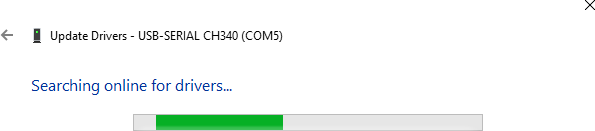 Update Drivers - USB-SERIAL CH340 (COM5)
Searching online for drivers...